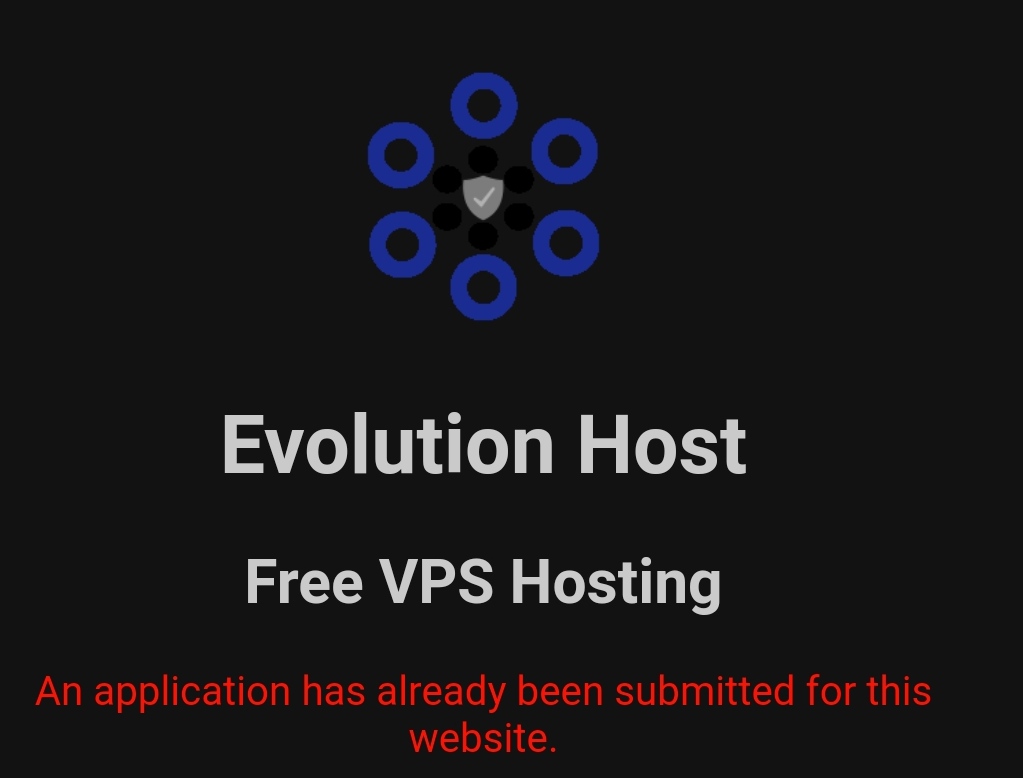 Evolution Host
Free VPS Hosting
An application has already been submitted for this
website.